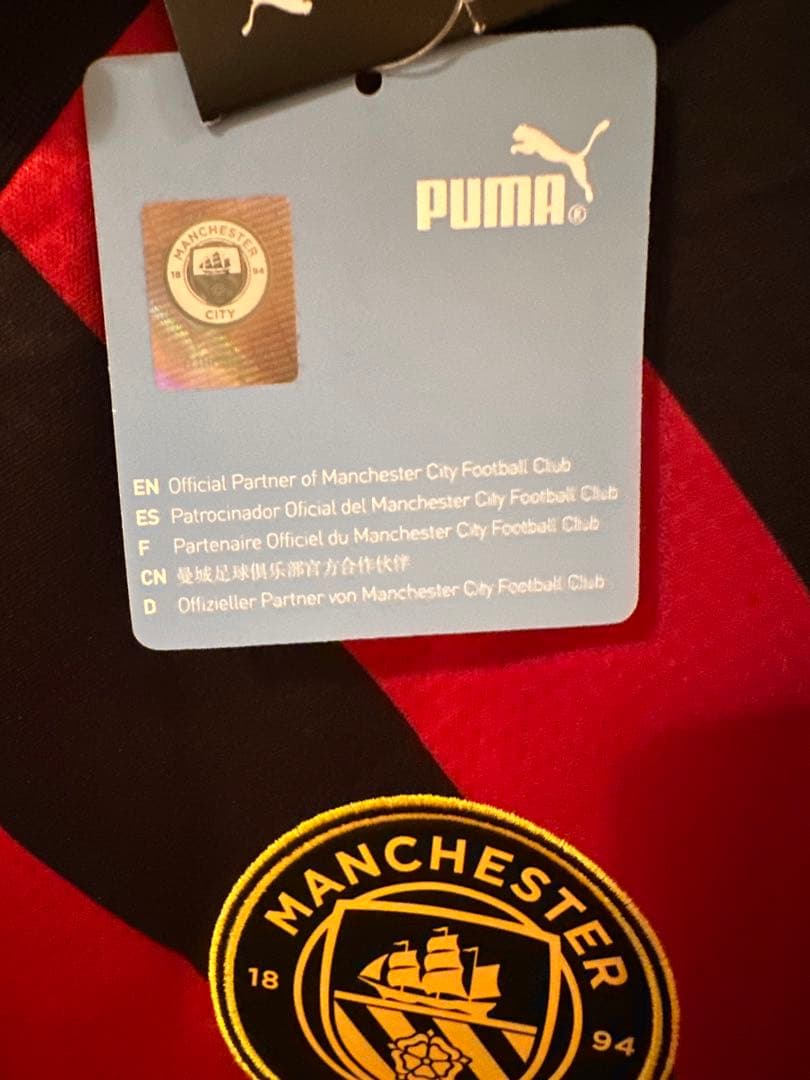 PUMA®
MANCHESTER
18 94
CITY
EN Official Partner of Manchester City Football Club
ES Patrocinador Oficial del Manchester City Football Club
F Partenaire Officiel du Manchester City Football Club
CN 曼城足球俱乐部官方合作伙伴
D Offizieller Partner von Manchester City Football Club
MANCHESTER
18 94